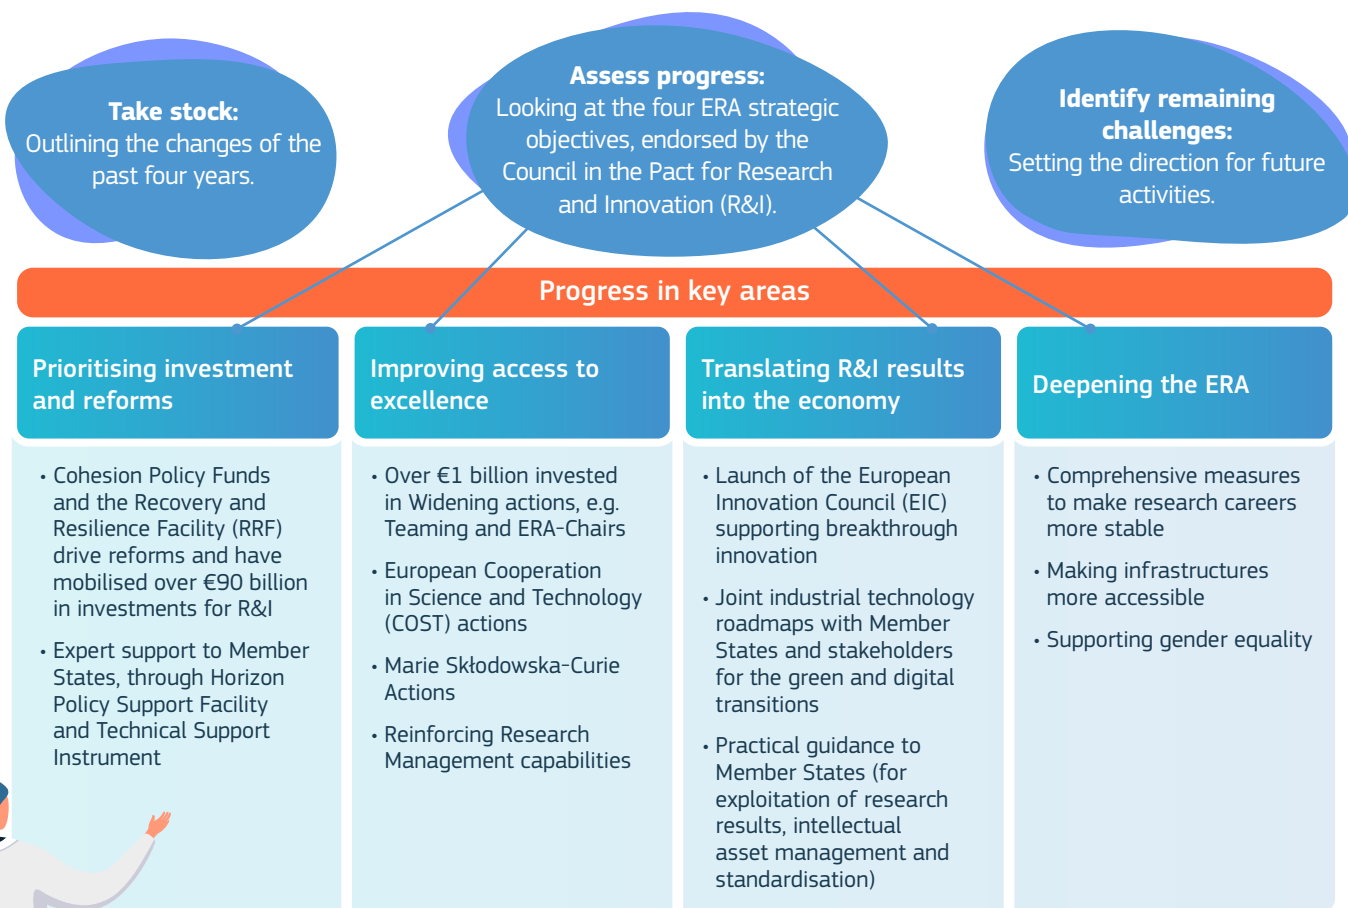 Take stock:
Outlining the changes of the
past four years.
Assess progress:
Looking at the four ERA strategic
objectives, endorsed by the
Council in the Pact for Research
and Innovation (R&I).
Identify remaining
challenges:
Setting the direction for future
activities.
Progress in key areas
Prioritising investment
and reforms
• Cohesion Policy Funds
and the Recovery and
Resilience Facility (RRF)
drive reforms and have
mobilised over €90 billion
in investments for R&I
• Expert support to Member
States, through Horizon
Policy Support Facility
and Technical Support
Instrument
Improving access to
excellence
• Over €1 billion invested
in Widening actions, e.g.
Teaming and ERA-Chairs
• European Cooperation
in Science and Technology
(COST) actions
• Marie Skłodowska-Curie
Actions
• Reinforcing Research
Management capabilities
Translating R&I results
into the economy
• Launch of the European
Innovation Council (EIC)
supporting breakthrough
innovation
• Joint industrial technology
roadmaps with Member
States and stakeholders
for the green and digital
transitions
• Practical guidance to
Member States (for
exploitation of research
results, intellectual
asset management and
standardisation)
Deepening the ERA
• Comprehensive measures
to make research careers
more stable
• Making infrastructures
more accessible
• Supporting gender equality